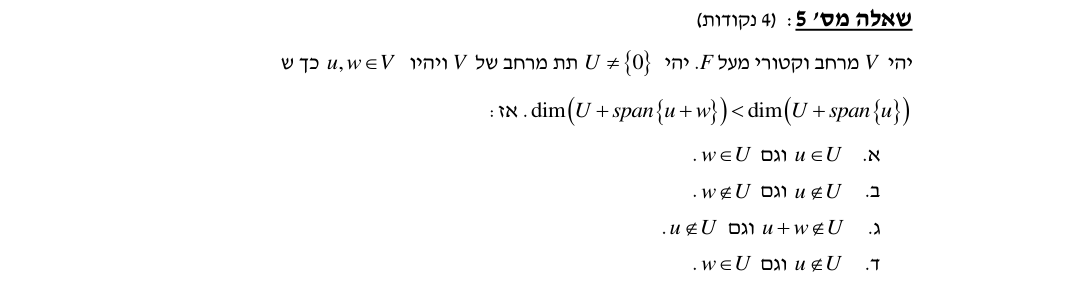 שאלה מס' 5 : (4 נקודות)
יהי V מרחב וקטורי מעל F. יהי U ≠ {0} תת מרחב של V ויהיו u, w ∈ V כך ש
dim(U + span{u + w}) < dim(U + span{u}) . אז :
א. u ∈ U וגם w ∈ U .
ב. u ∉ U וגם w ∉ U .
ג. u + w ∉ U וגם u ∉ U .
ד. u ∉ U וגם w ∈ U .